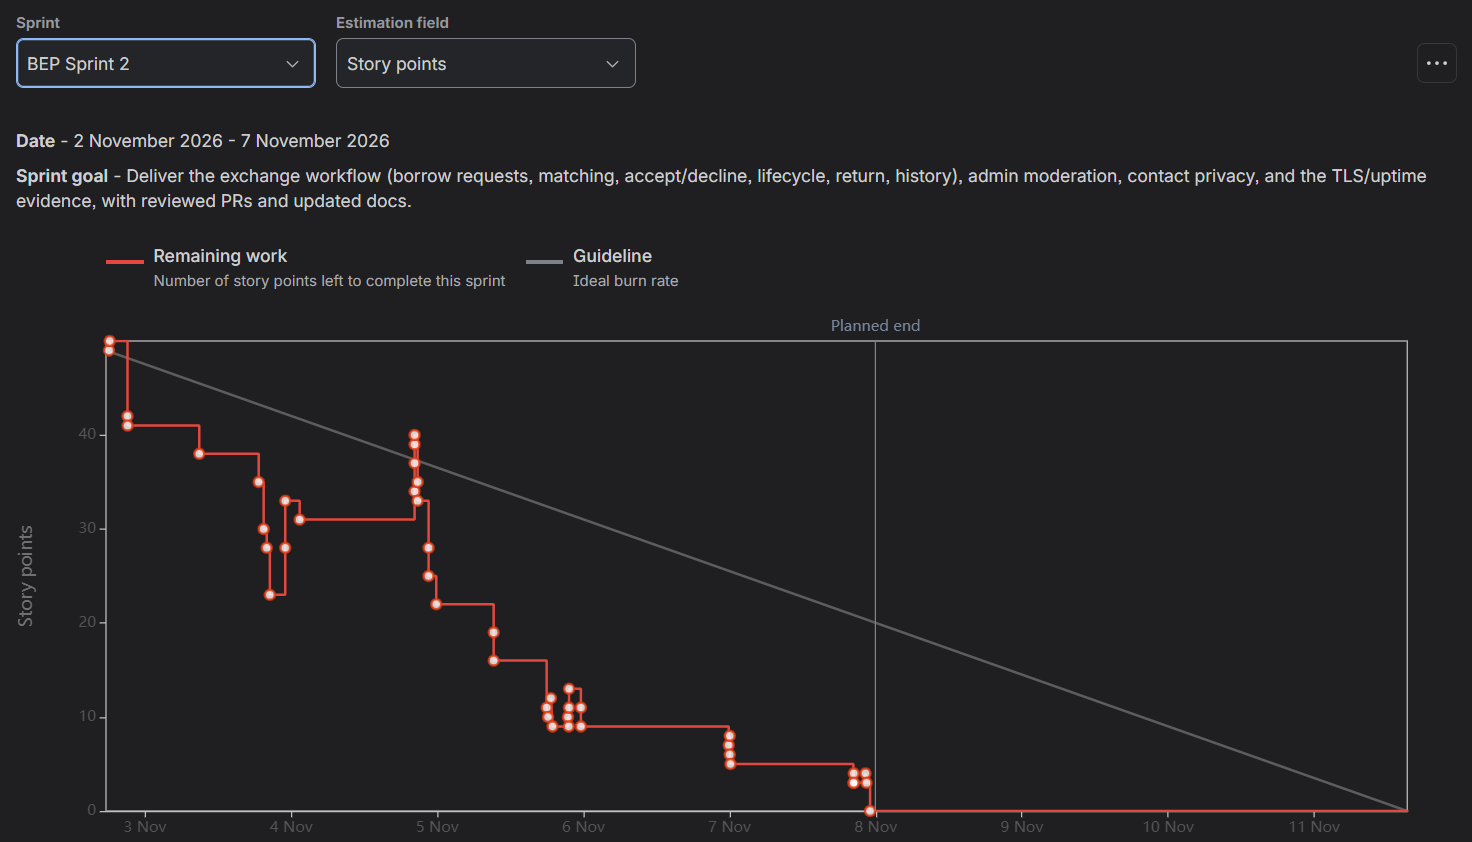 Sprint
Estimation field
BEP Sprint 2
Story points
Date - 2 November 2026 - 7 November 2026
Sprint goal - Deliver the exchange workflow (borrow requests, matching, accept/decline, lifecycle, return, history), admin moderation, contact privacy, and the TLS/uptime
evidence, with reviewed PRs and updated docs.
Remaining work
Number of story points left to complete this sprint
Guideline
Ideal burn rate
Planned end
Story points
40
30
20
10
0
3 Nov
4 Nov
5 Nov
6 Nov
7 Nov
8 Nov
9 Nov
10 Nov
11 Nov